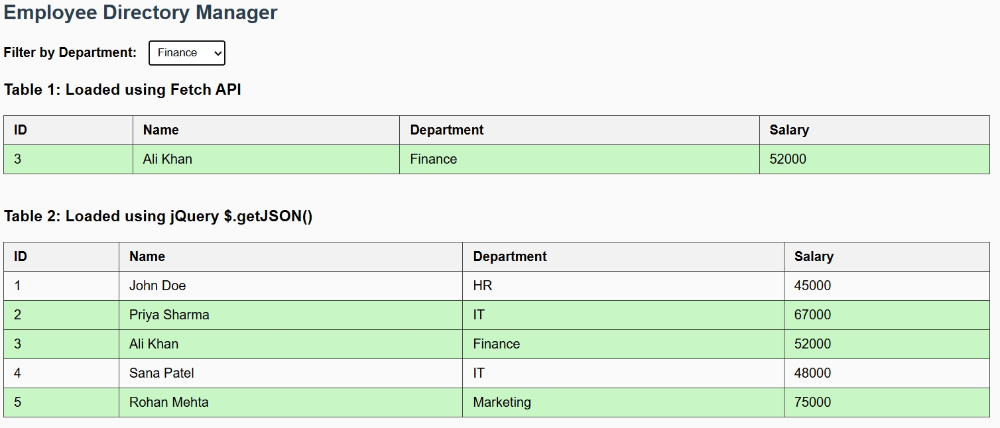 Employee Directory Manager
Filter by Department: Finance
Table 1: Loaded using Fetch API
ID Name Department Salary
3 Ali Khan Finance 52000
Table 2: Loaded using jQuery $.getJSON()
ID Name Department Salary
1 John Doe HR 45000
2 Priya Sharma IT 67000
3 Ali Khan Finance 52000
4 Sana Patel IT 48000
5 Rohan Mehta Marketing 75000